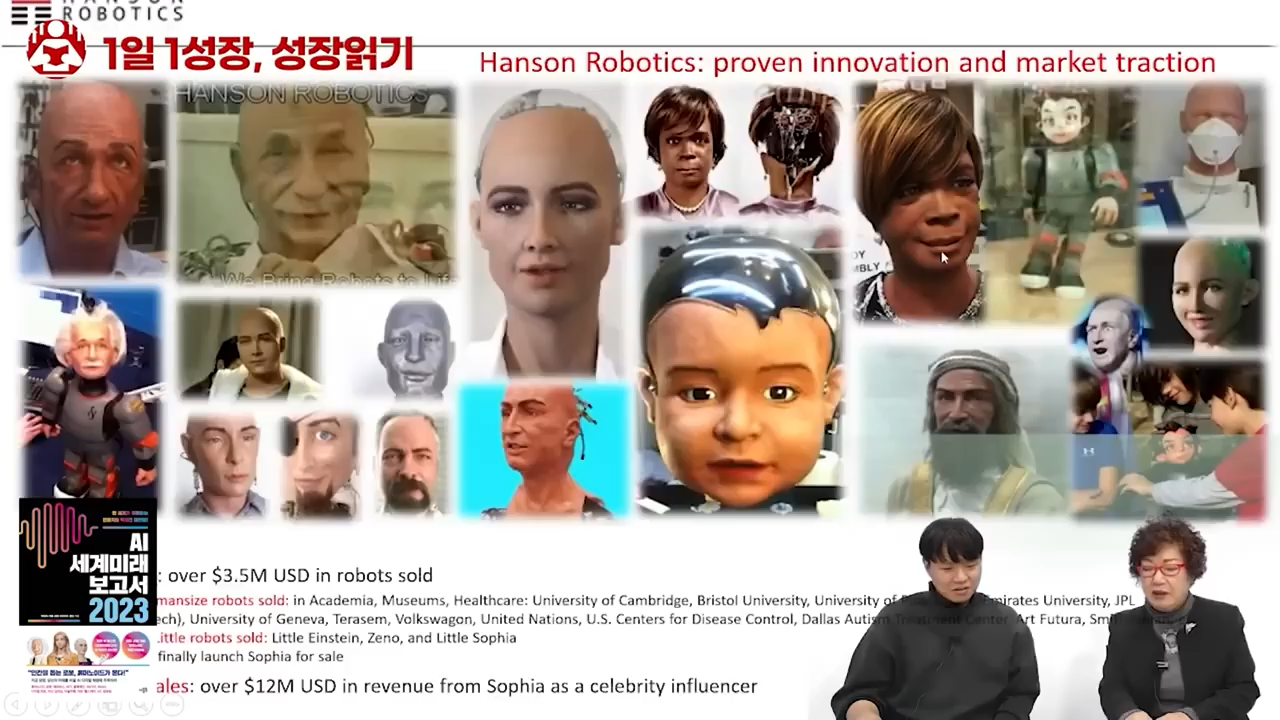 HANSON
ROBOTICS
1일 1성장, 성장읽기
Hanson Robotics: proven innovation and market traction
HANSON ROBOTICS
We Bring Robots to Life
AI
세계미래
보고서
2023
: over $3.5M USD in robots sold
mansize robots sold: in Academia, Museums, Healthcare: University of Cambridge, Bristol University, University of Emirates University, JPL
ech), University of Geneva, Terasem, Volkswagon, United Nations, U.S. Centers for Disease Control, Dallas Autism Treatment Center, Art Futura,
Little robots sold: Little Einstein, Zeno, and Little Sophia
finally launch Sophia for sale
ales: over $12M USD in revenue from Sophia as a celebrity influencer